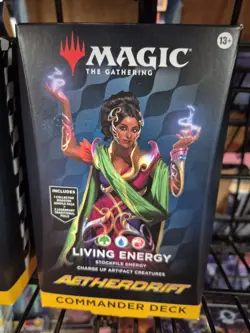 MAGIC
THE GATHERING
13+
INCLUDES
LIVING ENERGY
STOCKPILE ENERGY
CHARGE UP ARTIFACT CREATURES
AETHERDRIFT
COMMANDER DECK